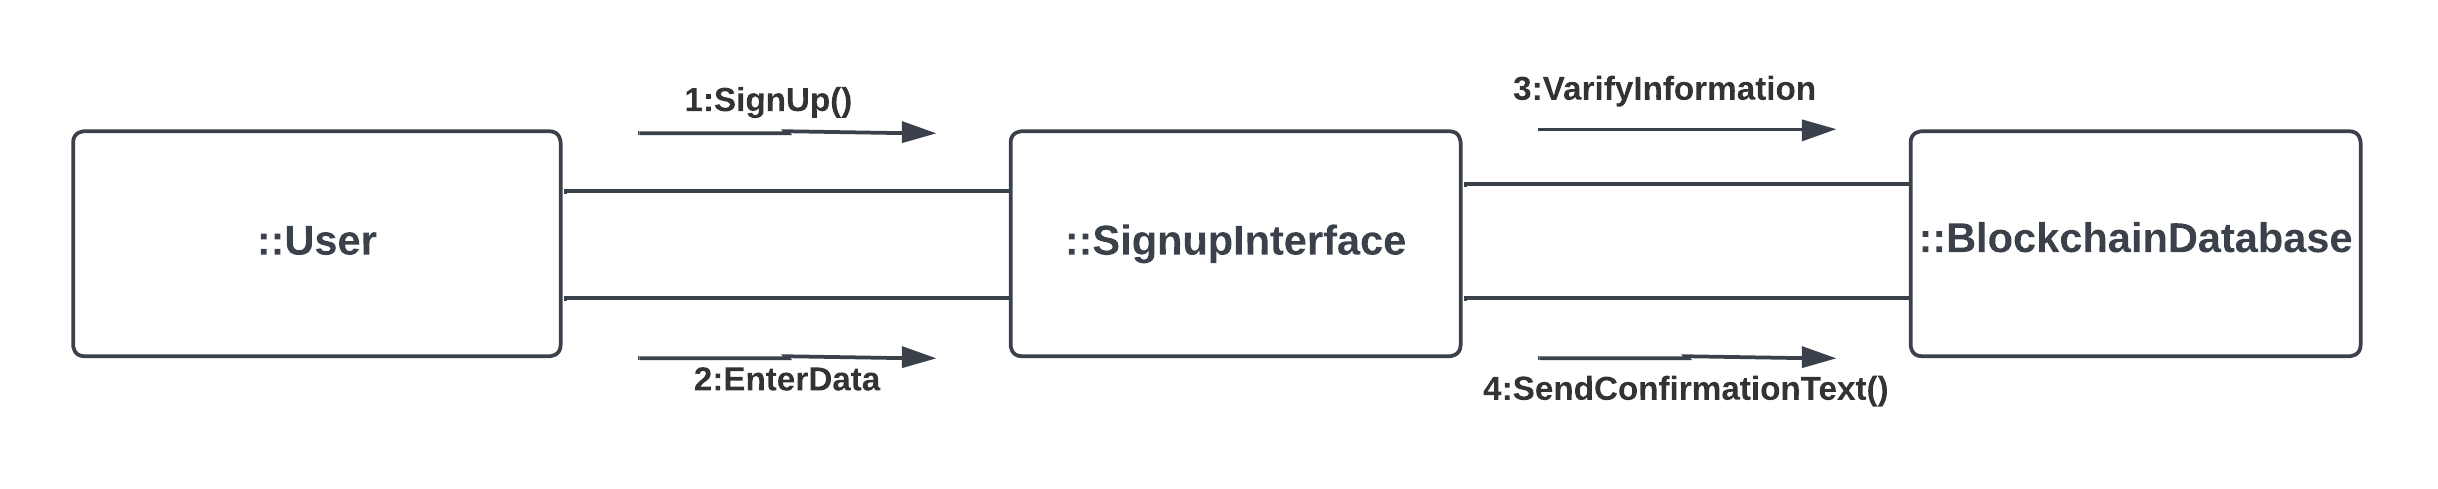 1:SignUp()
3:VarifyInformation
::User
::SignupInterface
::BlockchainDatabase
2:EnterData
4:SendConfirmationText()